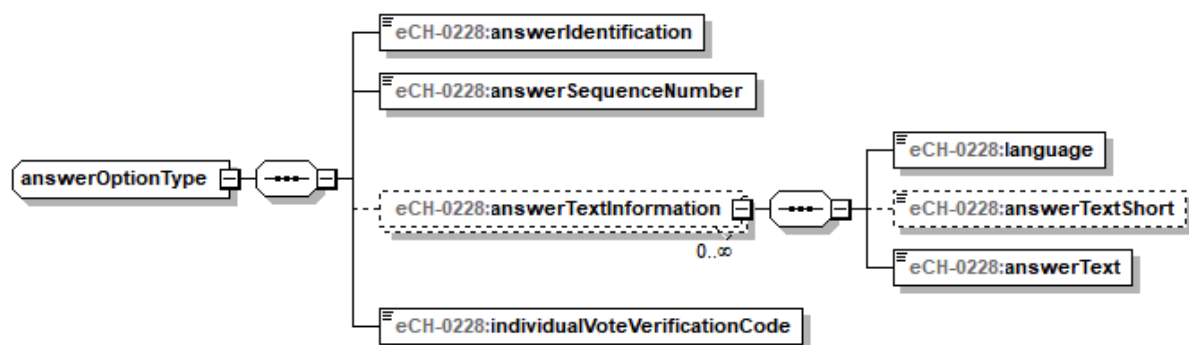 eCH-0228:answerIdentification
eCH-0228:answerSequenceNumber
answerOptionType
eCH-0228:answerTextInformation
0..∞
eCH-0228:language
eCH-0228:answerTextShort
eCH-0228:answerText
eCH-0228:individualVoteVerificationCode